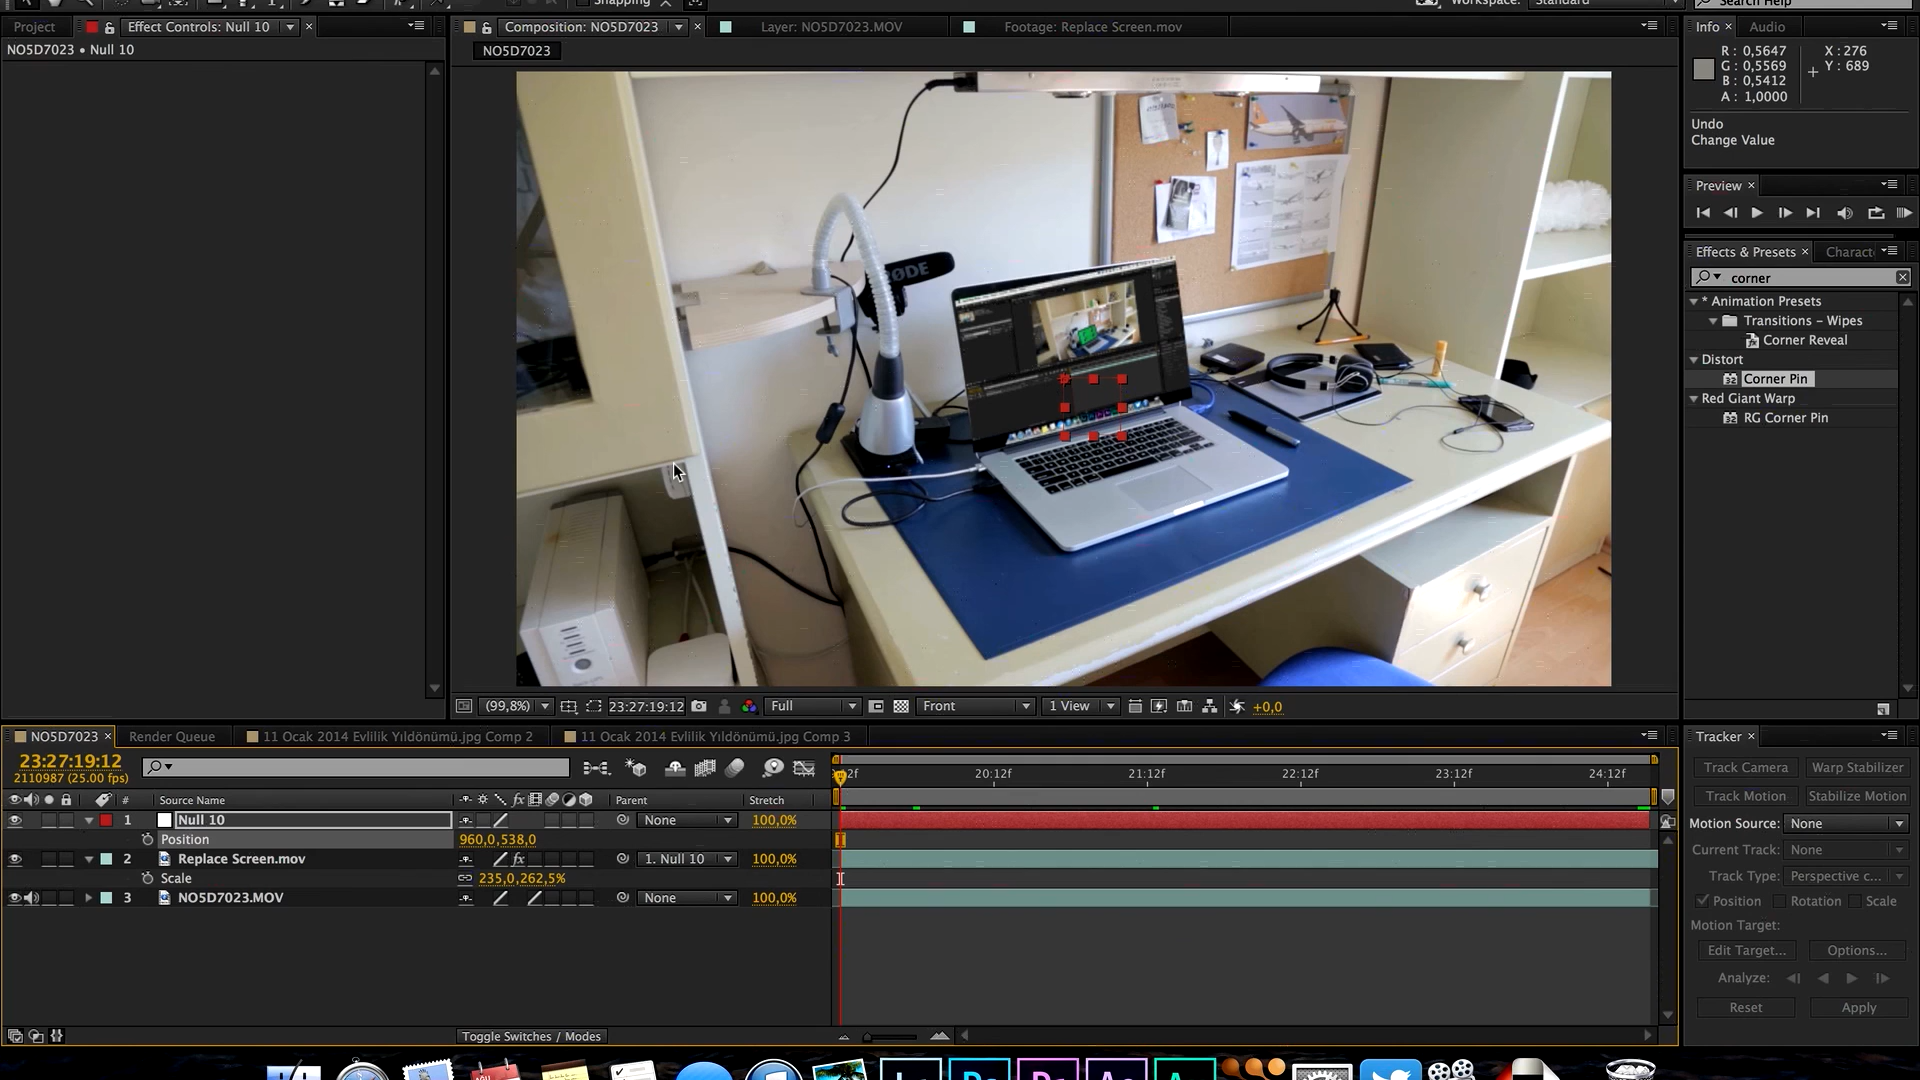 Snapping
Workspace: Standard
Search Help
Project
Effect Controls: Null 10
Composition: NO5D7023
Layer: NO5D7023.MOV
Footage: Replace Screen.mov
Info
Audio
NO5D7023 • Null 10
NO5D7023
R: 0,5647
G: 0,5569
B: 0,5412
A: 1,0000
X: 276
Y: 689
Undo
Change Value
Preview
Effects & Presets
Charact
corner
* Animation Presets
Transitions – Wipes
Corner Reveal
Distort
Corner Pin
Red Giant Warp
RG Corner Pin
RØDE
(99,8%)
23:27:19:12
Full
Front
1 View
+0,0
NO5D7023
Render Queue
11 Ocak 2014 Evlilik Yıldönümü.jpg Comp 2
11 Ocak 2014 Evlilik Yıldönümü.jpg Comp 3
Tracker
23:27:19:12
2110987 (25.00 fps)
12f
20:12f
21:12f
22:12f
23:12f
24:12f
# Source Name
Parent
Stretch
1 Null 10
None
100,0%
Position
960,0,538,0
2 Replace Screen.mov
1. Null 10
100,0%
Scale
235,0,262,5%
3 NO5D7023.MOV
None
100,0%
Toggle Switches / Modes
Track Camera
Warp Stabilizer
Track Motion
Stabilize Motion
Motion Source: None
Current Track: None
Track Type: Perspective c...
Position
Rotation
Scale
Motion Target:
Edit Target...
Options...
Analyze:
Reset
Apply